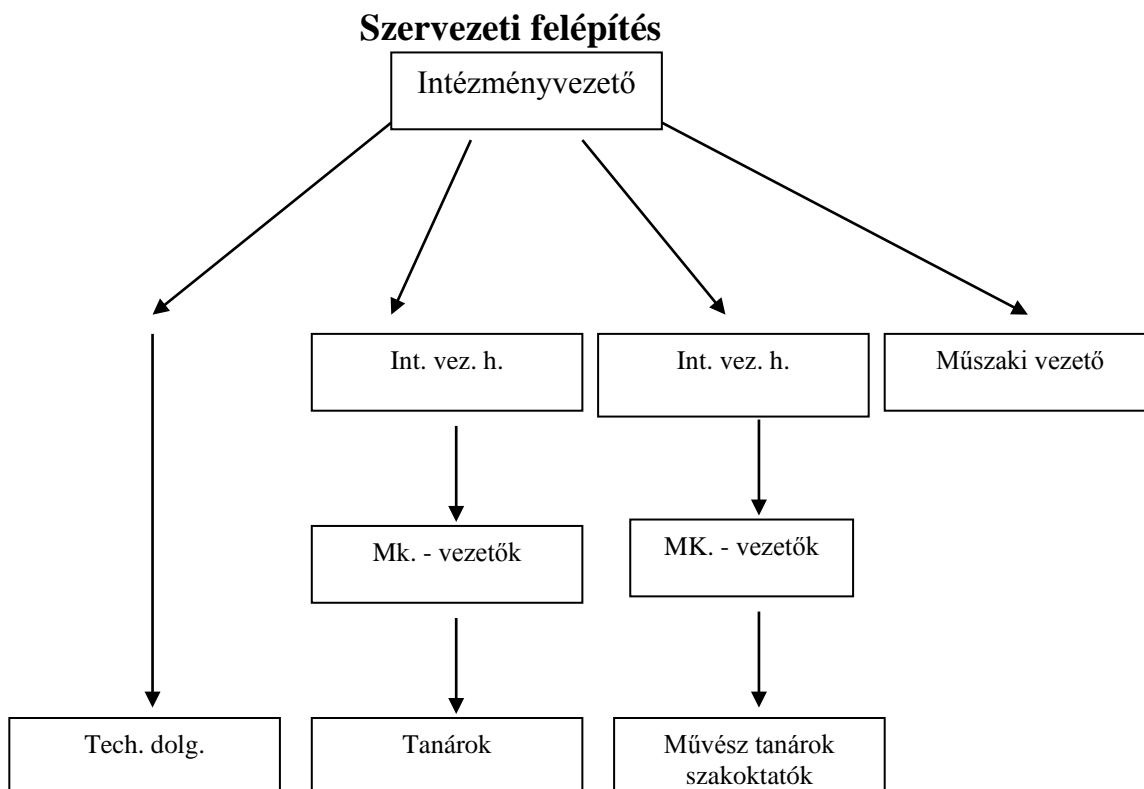 Szervezeti felépítés
Intézményvezető
Int. vez. h.
Int. vez. h.
Műszaki vezető
Mk. - vezetők
MK. - vezetők
Tech. dolg.
Tanárok
Művész tanárok
szakoktatók